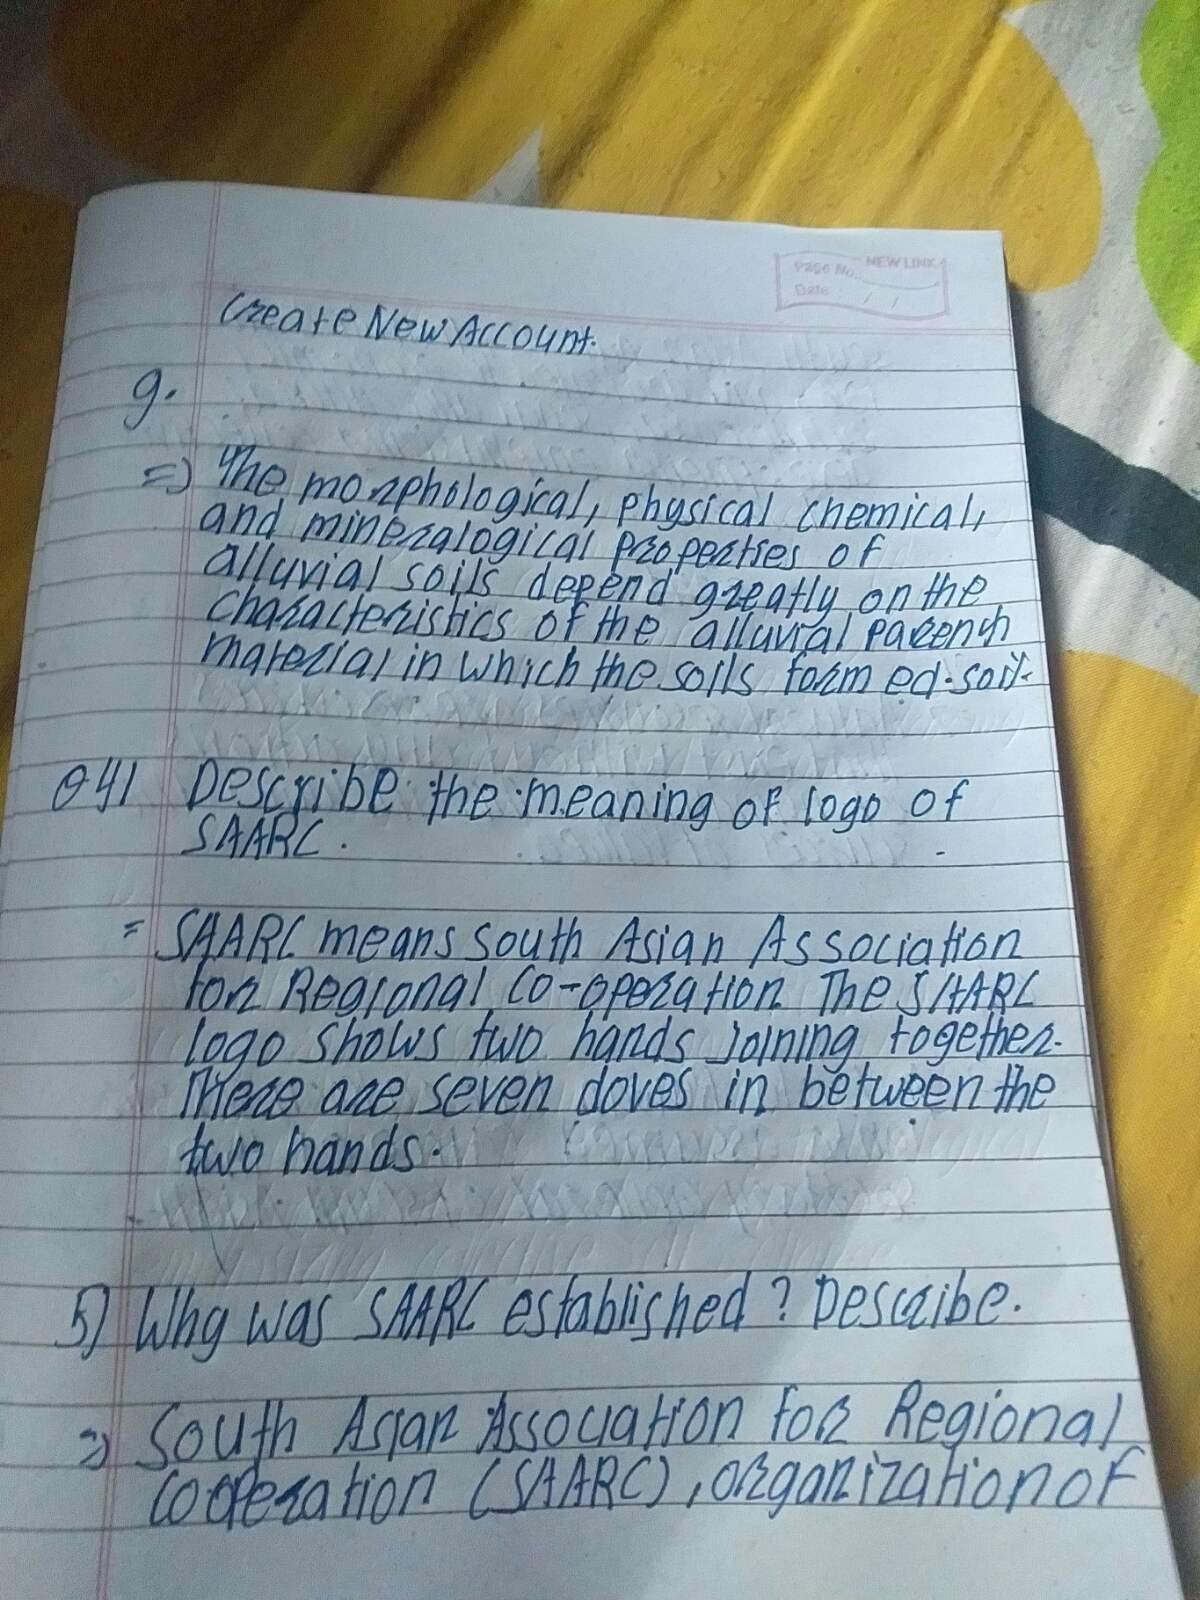 NEW LINK
Page No.
Date / /
Create New Account.
g.
=> The morphological, physical chemical,
and mineralogical properties of
alluvial soils depend greatly on the
characteristics of the alluvial parent
material in which the soils form ed. soil.
Q41 Describe the meaning of logo of
SAARC.
= SAARC means south Asian Association
for Regional Co-operation. The SAARC
logo shows two hands joining together.
There are seven doves in between the
two hands.
5) Why was SAARC established? Describe.
=> South Asian Association for Regional
Cooperation (SAARC), organization of